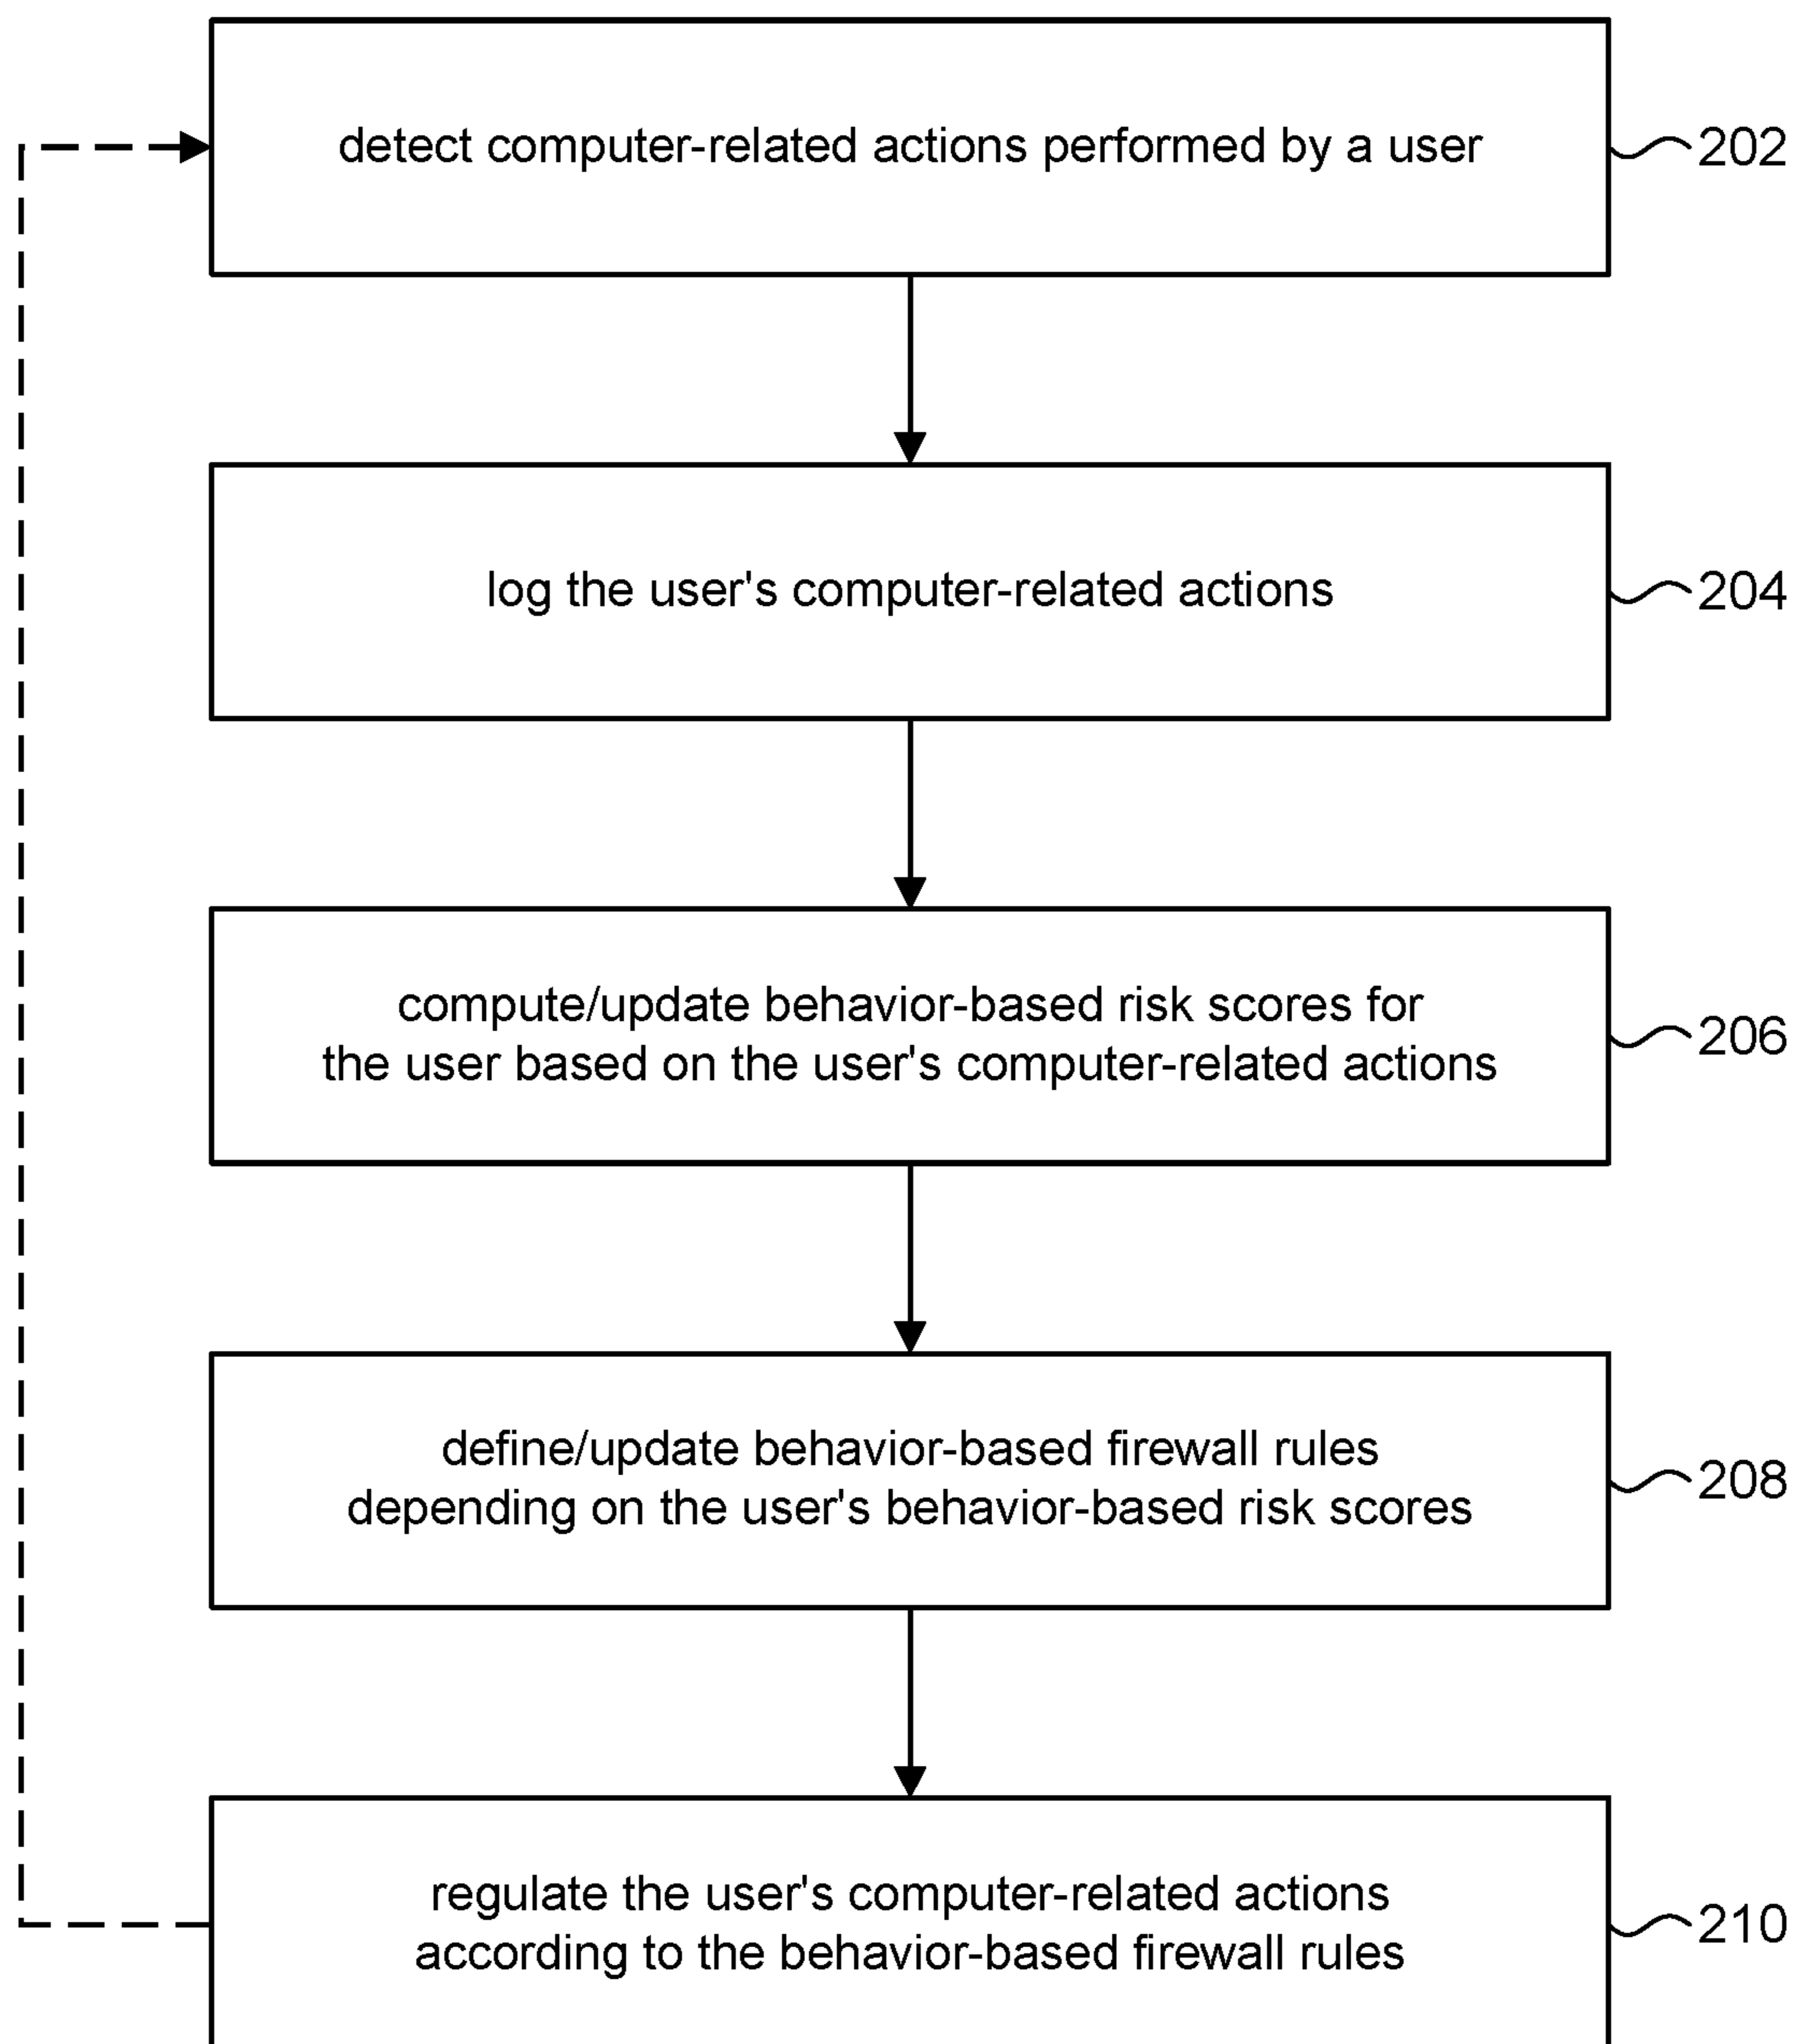 detect computer-related actions performed by a user
202
log the user's computer-related actions
204
compute/update behavior-based risk scores for
the user based on the user's computer-related actions
206
define/update behavior-based firewall rules
depending on the user's behavior-based risk scores
208
regulate the user's computer-related actions
according to the behavior-based firewall rules
210